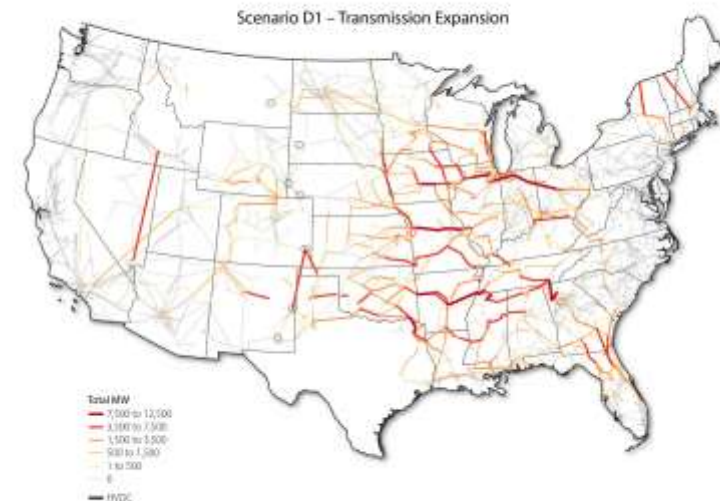 Scenario D1 – Transmission Expansion
Total MW
7,500 to 12,500
3,500 to 7,500
1,500 to 3,500
500 to 1,500
1 to 500
0
HVDC